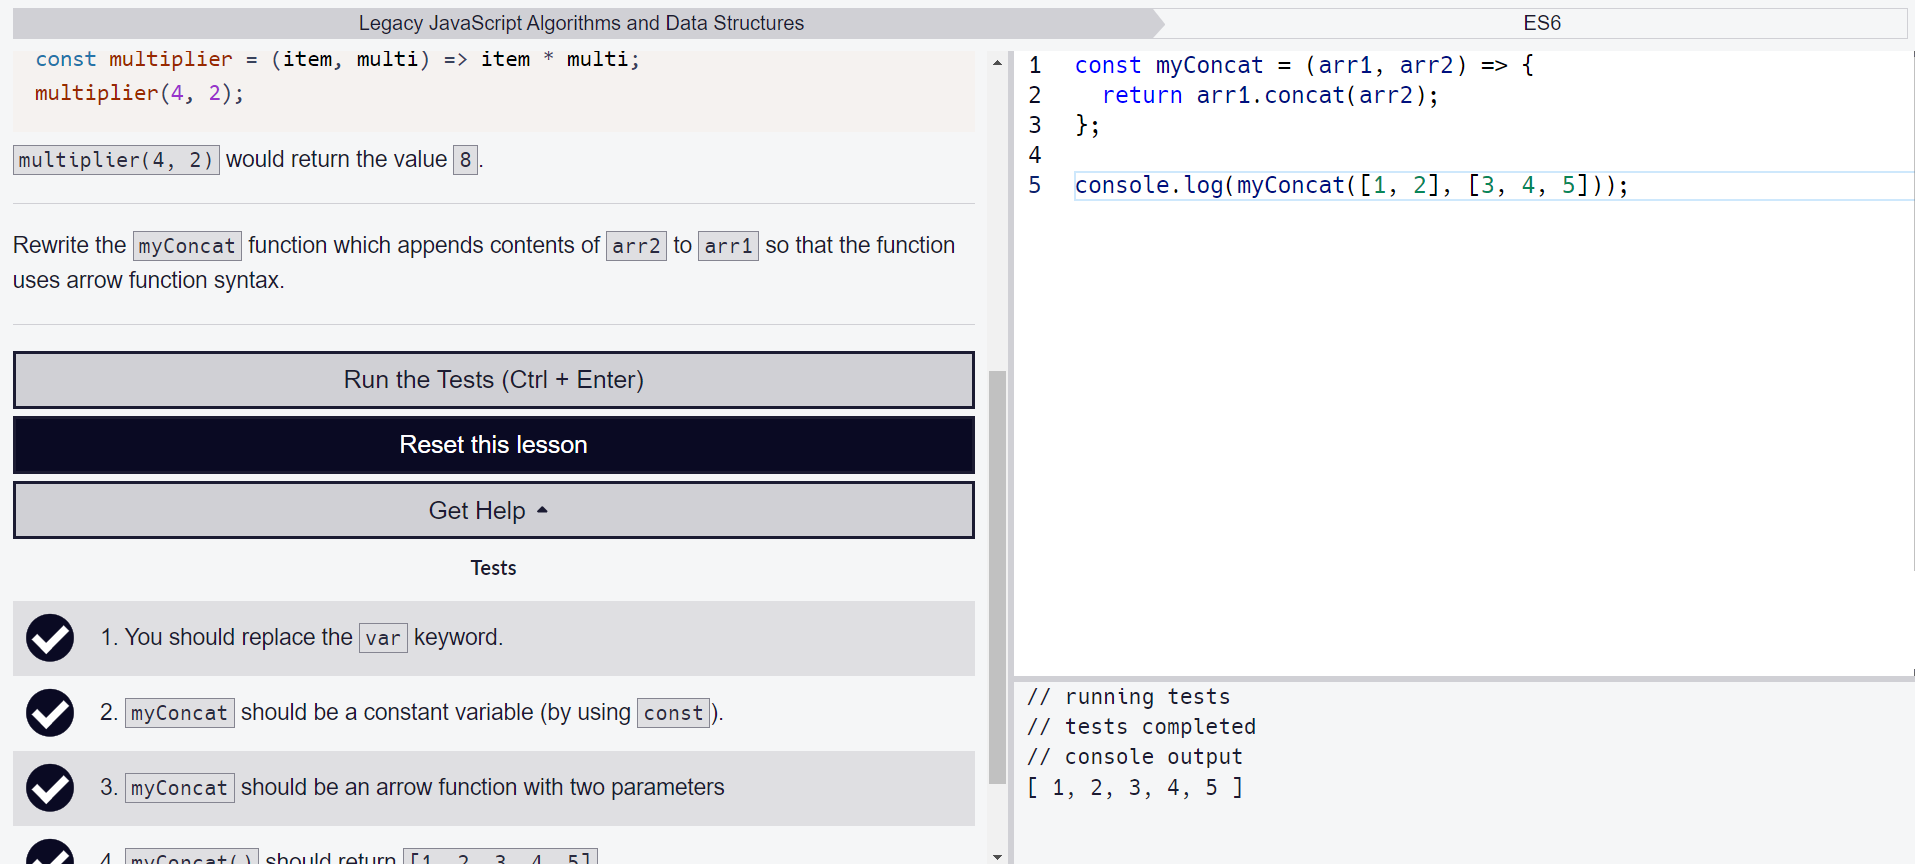 Legacy JavaScript Algorithms and Data Structures
ES6
const multiplier = (item, multi) => item * multi;
multiplier(4, 2);
multiplier(4, 2) would return the value 8.
Rewrite the myConcat function which appends contents of arr2 to arr1 so that the function
uses arrow function syntax.
Run the Tests (Ctrl + Enter)
Reset this lesson
Get Help
Tests
1. You should replace the var keyword.
2. myConcat should be a constant variable (by using const).
3. myConcat should be an arrow function with two parameters
4. myConcat() should return [1, 2, 3, 4, 5]
1 const myConcat = (arr1, arr2) => {
2   return arr1.concat(arr2);
3 };
4
5 console.log(myConcat([1, 2], [3, 4, 5]));
// running tests
// tests completed
// console output
[ 1, 2, 3, 4, 5 ]